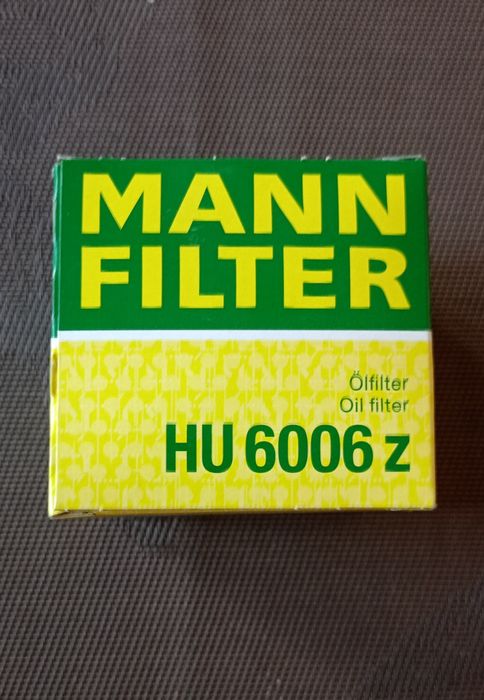 MANN
FILTER
Ölfilter
Oil filter
HU 6006 z